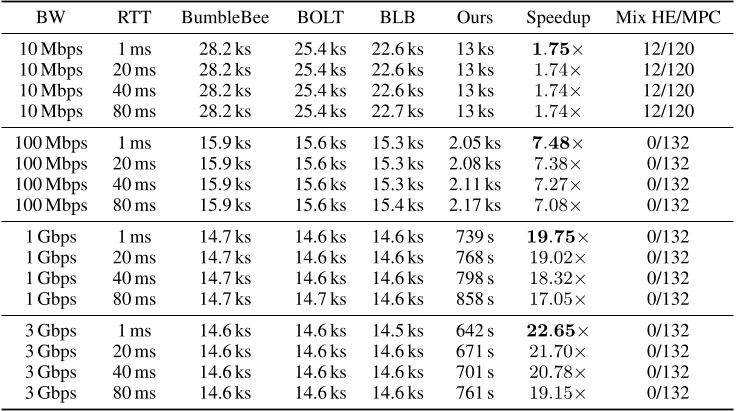 BW RTT BumbleBee BOLT BLB Ours Speedup Mix HE/MPC
10 Mbps 1 ms 28.2 ks 25.4 ks 22.6 ks 13 ks 1.75× 12/120
10 Mbps 20 ms 28.2 ks 25.4 ks 22.6 ks 13 ks 1.74× 12/120
10 Mbps 40 ms 28.2 ks 25.4 ks 22.6 ks 13 ks 1.74× 12/120
10 Mbps 80 ms 28.2 ks 25.4 ks 22.7 ks 13 ks 1.74× 12/120
100 Mbps 1 ms 15.9 ks 15.6 ks 15.3 ks 2.05 ks 7.48× 0/132
100 Mbps 20 ms 15.9 ks 15.6 ks 15.3 ks 2.08 ks 7.38× 0/132
100 Mbps 40 ms 15.9 ks 15.6 ks 15.3 ks 2.11 ks 7.27× 0/132
100 Mbps 80 ms 15.9 ks 15.6 ks 15.4 ks 2.17 ks 7.08× 0/132
1 Gbps 1 ms 14.7 ks 14.6 ks 14.6 ks 739 s 19.75× 0/132
1 Gbps 20 ms 14.7 ks 14.6 ks 14.6 ks 768 s 19.02× 0/132
1 Gbps 40 ms 14.7 ks 14.6 ks 14.6 ks 798 s 18.32× 0/132
1 Gbps 80 ms 14.7 ks 14.7 ks 14.6 ks 858 s 17.05× 0/132
3 Gbps 1 ms 14.6 ks 14.6 ks 14.5 ks 642 s 22.65× 0/132
3 Gbps 20 ms 14.6 ks 14.6 ks 14.6 ks 671 s 21.70× 0/132
3 Gbps 40 ms 14.6 ks 14.6 ks 14.6 ks 701 s 20.78× 0/132
3 Gbps 80 ms 14.6 ks 14.6 ks 14.6 ks 761 s 19.15× 0/132